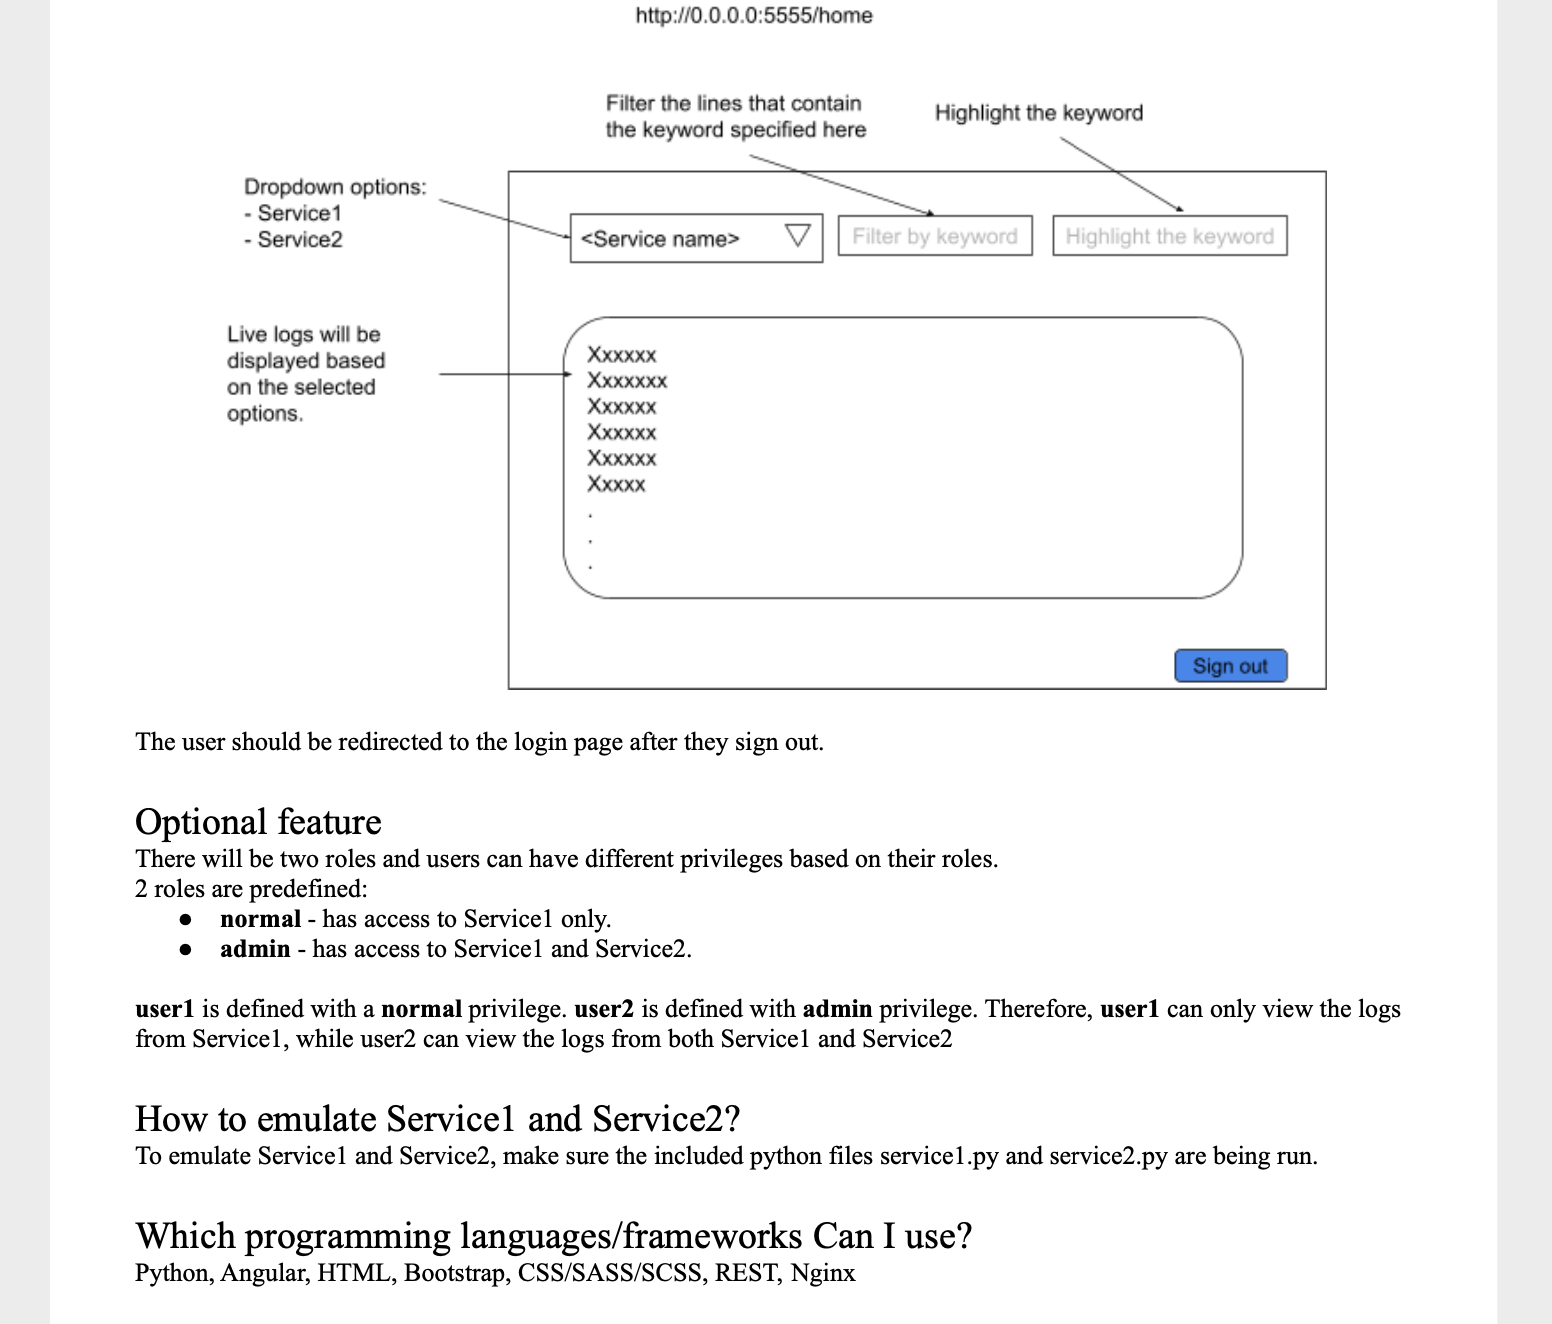 http://0.0.0.0:5555/home
Filter the lines that contain
the keyword specified here
Highlight the keyword
Dropdown options:
- Service1
- Service2
<Service name>
Filter by keyword
Highlight the keyword
Live logs will be
displayed based
on the selected
options.
Xxxxxx
Xxxxxxx
Xxxxxx
Xxxxxx
Xxxxxx
Xxxxx
.
.
.
Sign out
The user should be redirected to the login page after they sign out.
Optional feature
There will be two roles and users can have different privileges based on their roles.
2 roles are predefined:
● normal - has access to Service1 only.
● admin - has access to Service1 and Service2.
user1 is defined with a normal privilege. user2 is defined with admin privilege. Therefore, user1 can only view the logs
from Service1, while user2 can view the logs from both Service1 and Service2
How to emulate Service1 and Service2?
To emulate Service1 and Service2, make sure the included python files service1.py and service2.py are being run.
Which programming languages/frameworks Can I use?
Python, Angular, HTML, Bootstrap, CSS/SASS/SCSS, REST, Nginx